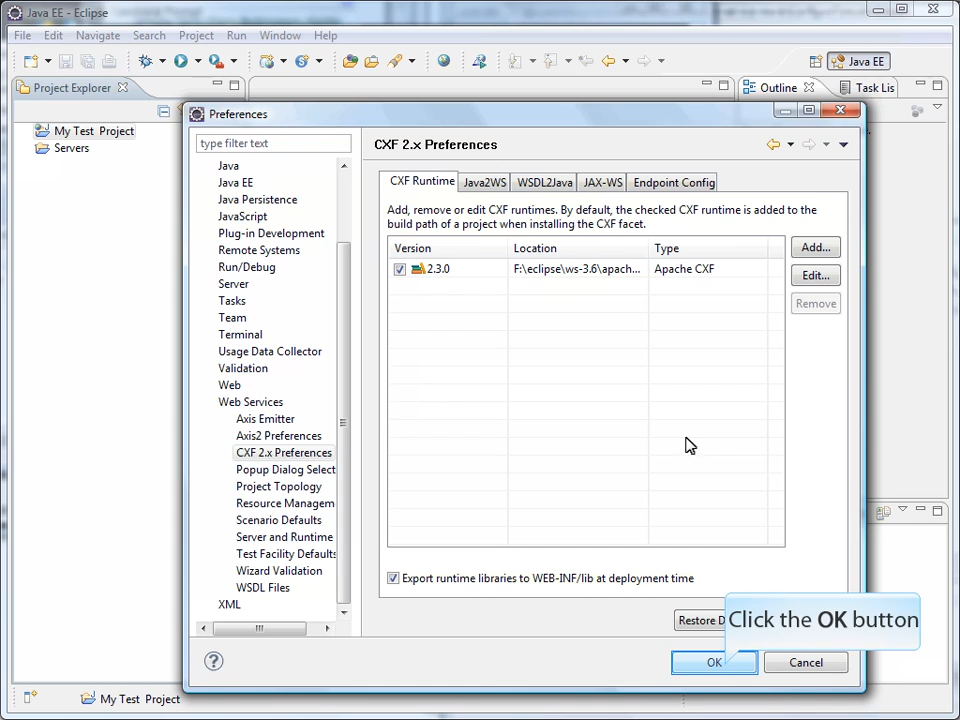 Java EE - Eclipse
File Edit Navigate Search Project Run Window Help
Java EE
Project Explorer
Outline
Task Lis
My Test Project
Servers
Preferences
type filter text
Java
Java EE
Java Persistence
JavaScript
Plug-in Development
Remote Systems
Run/Debug
Server
Tasks
Team
Terminal
Usage Data Collector
Validation
Web
Web Services
Axis Emitter
Axis2 Preferences
CXF 2.x Preferences
Popup Dialog Select
Project Topology
Resource Managem
Scenario Defaults
Server and Runtime
Test Facility Defaults
Wizard Validation
WSDL Files
XML
CXF 2.x Preferences
CXF Runtime Java2WS WSDL2Java JAX-WS Endpoint Config
Add, remove or edit CXF runtimes. By default, the checked CXF runtime is added to the
build path of a project when installing the CXF facet.
Version Location Type
2.3.0 F:\eclipse\ws-3.6\apach... Apache CXF
Add...
Edit...
Remove
Export runtime libraries to WEB-INF/lib at deployment time
Restore D
Click the OK button
OK
Cancel
My Test Project